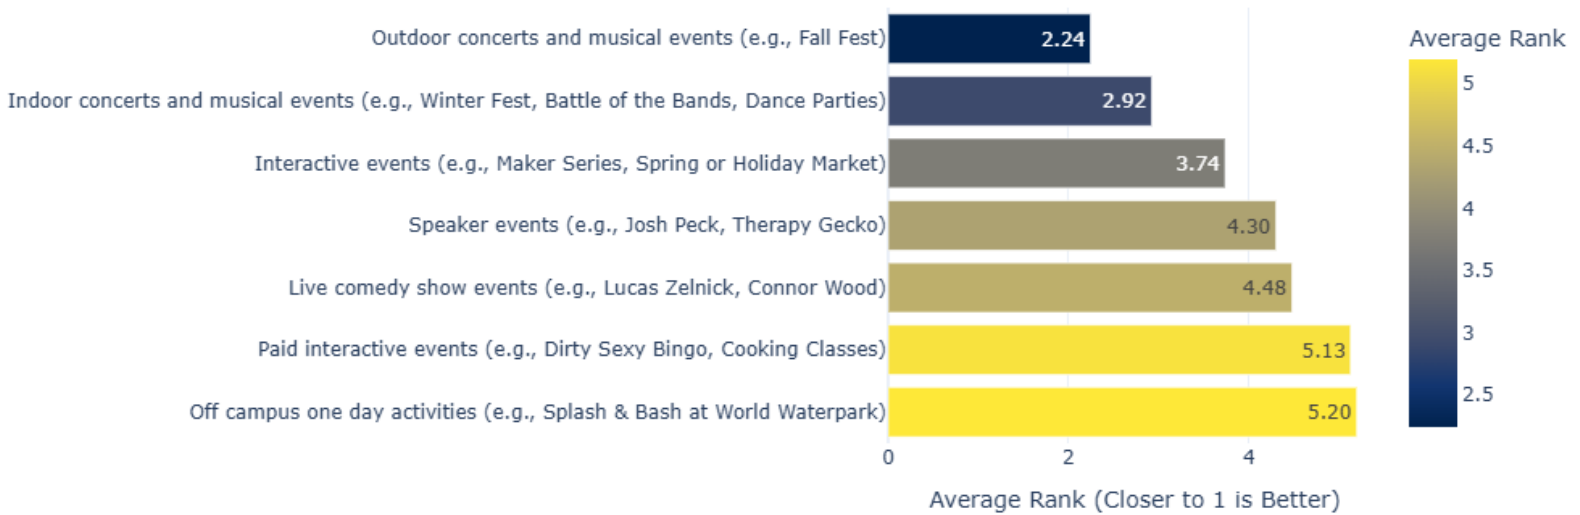 Outdoor concerts and musical events (e.g., Fall Fest)
2.24
Indoor concerts and musical events (e.g., Winter Fest, Battle of the Bands, Dance Parties)
2.92
Interactive events (e.g., Maker Series, Spring or Holiday Market)
3.74
Speaker events (e.g., Josh Peck, Therapy Gecko)
4.30
Live comedy show events (e.g., Lucas Zelnick, Connor Wood)
4.48
Paid interactive events (e.g., Dirty Sexy Bingo, Cooking Classes)
5.13
Off campus one day activities (e.g., Splash & Bash at World Waterpark)
5.20
0
2
4
Average Rank (Closer to 1 is Better)
Average Rank
5
4.5
4
3.5
3
2.5